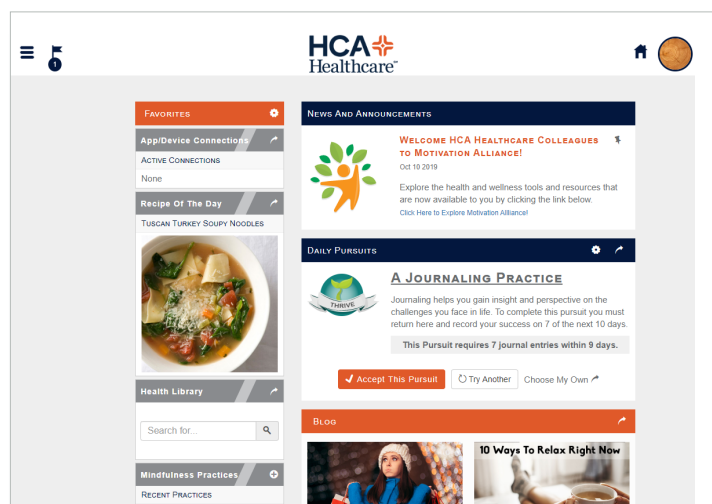 1
HCA
Healthcare™
FAVORITES
App/Device Connections
ACTIVE CONNECTIONS
None
Recipe Of The Day
TUSCAN TURKEY SOUPY NOODLES
Health Library
Search for...
Mindfulness Practices
RECENT PRACTICES
NEWS AND ANNOUNCEMENTS
WELCOME HCA HEALTHCARE COLLEAGUES
TO MOTIVATION ALLIANCE!
Oct 10 2019
Explore the health and wellness tools and resources that
are now available to you by clicking the link below.
Click Here to Explore Motivation Allliance!
DAILY PURSUITS
THRIVE
A JOURNALING PRACTICE
Journaling helps you gain insight and perspective on the
challenges you face in life. To complete this pursuit you must
return here and record your success on 7 of the next 10 days.
This Pursuit requires 7 journal entries within 9 days.
Accept This Pursuit Try Another Choose My Own
BLOG
10 Ways To Relax Right Now